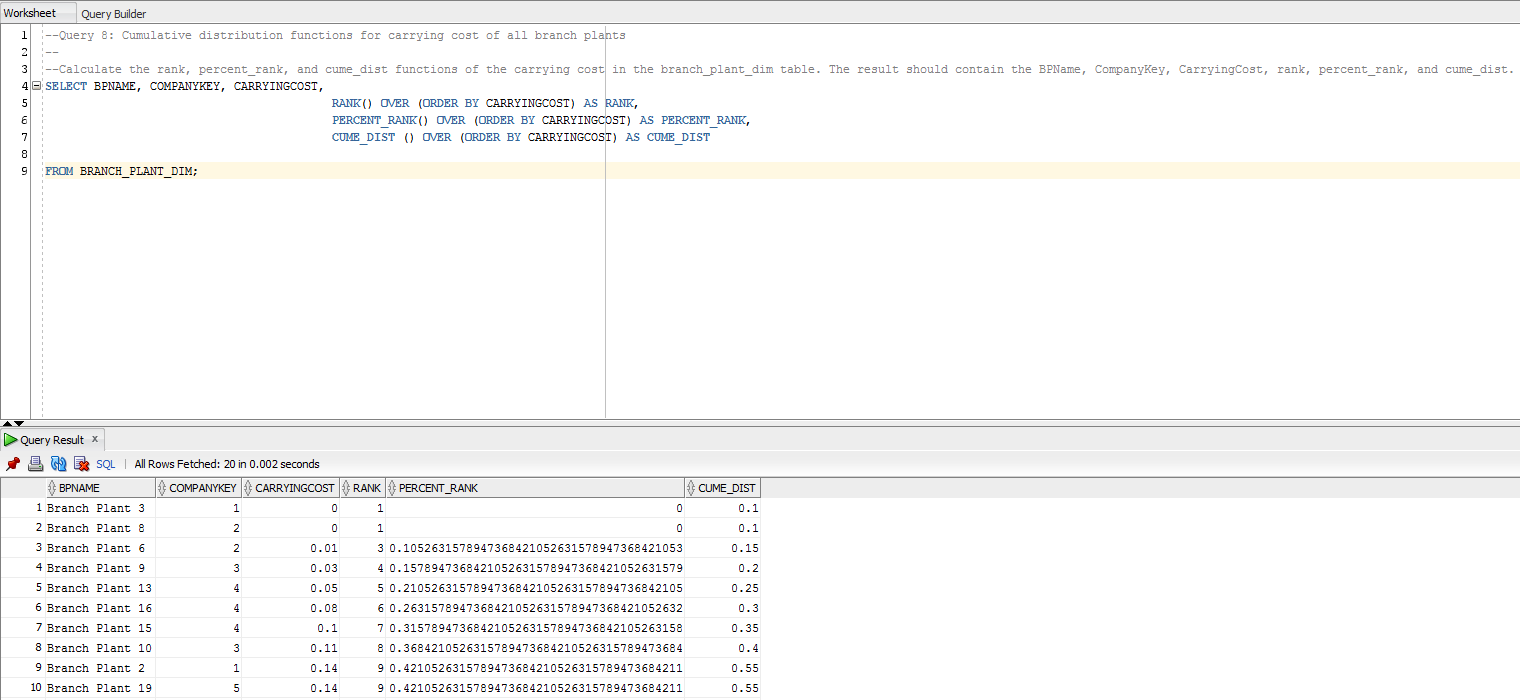 Worksheet Query Builder
1 --Query 8: Cumulative distribution functions for carrying cost of all branch plants
2 --
3 --Calculate the rank, percent_rank, and cume_dist functions of the carrying cost in the branch_plant_dim table. The result should contain the BPName, CompanyKey, CarryingCost, rank, percent_rank, and cume_dist.
4 SELECT BPNAME, COMPANYKEY, CARRYINGCOST,
5 RANK() OVER (ORDER BY CARRYINGCOST) AS RANK,
6 PERCENT_RANK() OVER (ORDER BY CARRYINGCOST) AS PERCENT_RANK,
7 CUME_DIST () OVER (ORDER BY CARRYINGCOST) AS CUME_DIST
8
9 FROM BRANCH_PLANT_DIM;
Query Result x
SQL | All Rows Fetched: 20 in 0.002 seconds
BPNAME COMPANYKEY CARRYINGCOST RANK PERCENT_RANK CUME_DIST
1 Branch Plant 3 1 0 1 0 0.1
2 Branch Plant 8 2 0 1 0 0.1
3 Branch Plant 6 2 0.01 3 0.105263157894736842105263157894736842105053 0.15
4 Branch Plant 9 3 0.03 4 0.1578947368421052631578947368421052631579 0.2
5 Branch Plant 13 4 0.05 5 0.2105263157894736842105263157894736842105 0.25
6 Branch Plant 16 4 0.08 6 0.263157894736842105263157894736842105263​2 0.3
7 Branch Plant 15 4 0.1 7 0.315789473684210526315789473684210526315​8 0.35
8 Branch Plant 10 3 0.11 8 0.368421052631578947368421052631578947368​4 0.4
9 Branch Plant 2 1 0.14 9 0.421052631578947368421052631578947368421​1 0.55
10 Branch Plant 19 5 0.14 9 0.421052631578947368421052631578947368421​1 0.55